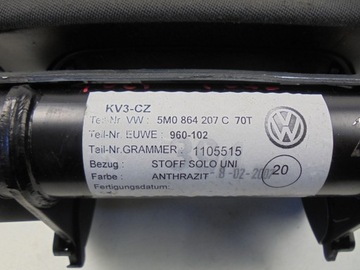 KV3-CZ
Teil-Nr. VW : 5M0 864 207 C 70T
Teil-Nr. EUWE : 960-102
Teil-Nr.GRAMMER : 1105515
Bezug : STOFF SOLO UNI
Farbe : ANTHRAZIT
Fertigungsdatum:
20